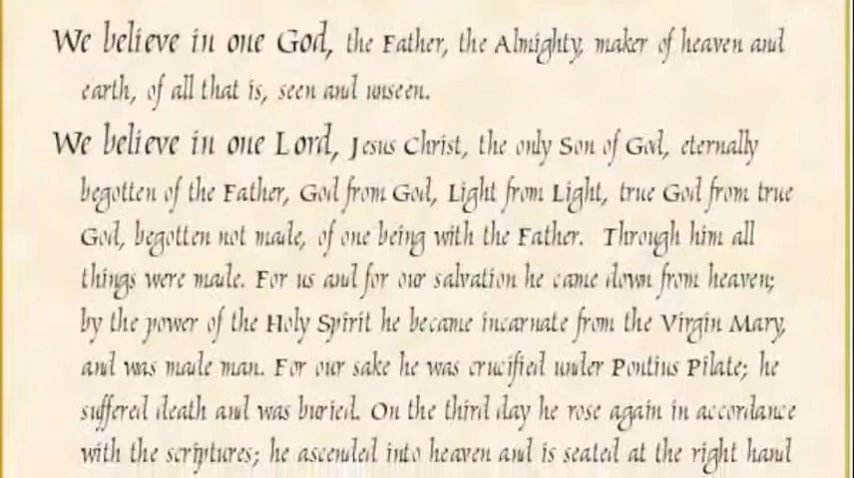 We believe in one God, the Father, the Almighty, maker of heaven and
earth, of all that is, seen and unseen.
We believe in one Lord, Jesus Christ, the only Son of God, eternally
begotten of the Father, God from God, Light from Light, true God from true
God, begotten not made, of one being with the Father. Through him all
things were made. For us and for our salvation he came down from heaven;
by the power of the Holy Spirit he became incarnate from the Virgin Mary,
and was made man. For our sake he was crucified under Pontius Pilate; he
suffered death and was buried. On the third day he rose again in accordance
with the scriptures; he ascended into heaven and is seated at the right hand